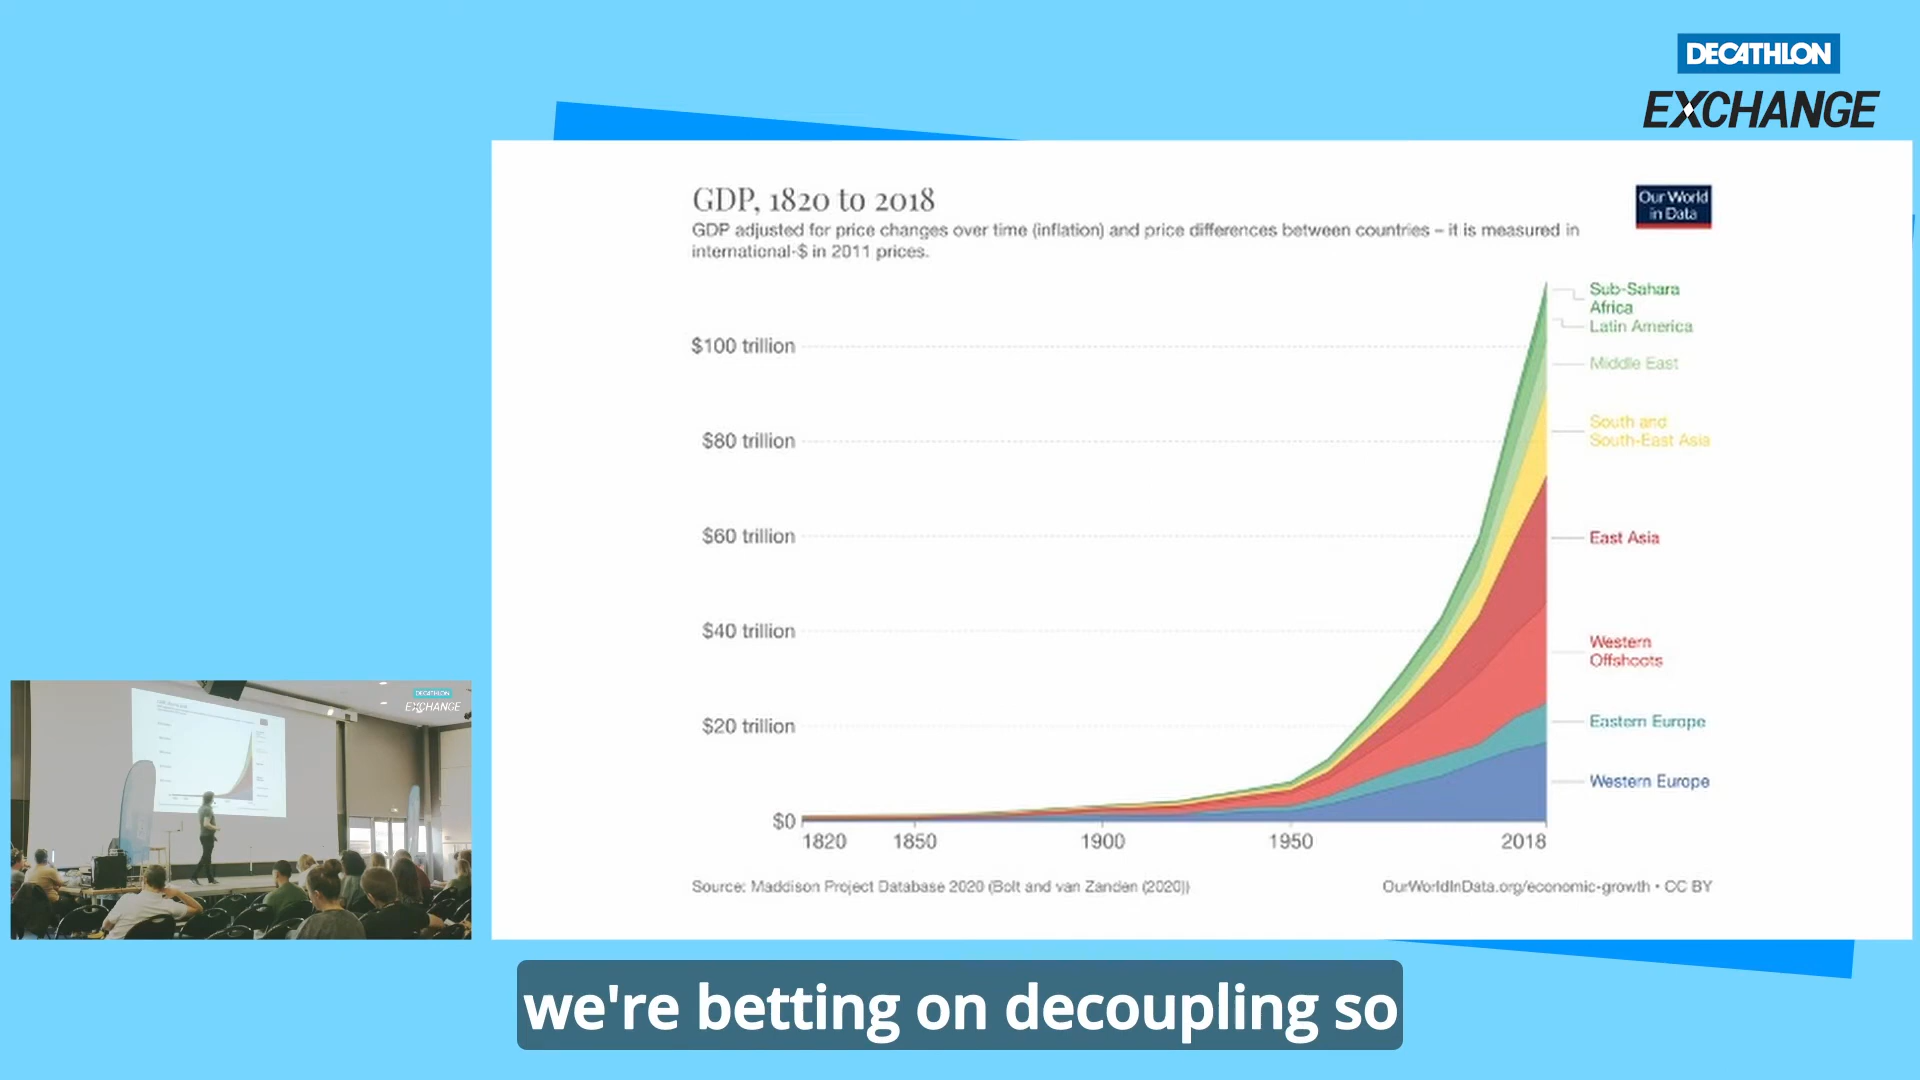 DECATHLON
EXCHANGE
GDP, 1820 to 2018
GDP adjusted for price changes over time (inflation) and price differences between countries – it is measured in
international-$ in 2011 prices.
Our World
in Data
$100 trillion
$80 trillion
$60 trillion
$40 trillion
$20 trillion
$0
1820
1850
1900
1950
2018
Sub-Sahara
Africa
Latin America
Middle East
South and
South-East Asia
East Asia
Western
Offshoots
Eastern Europe
Western Europe
Source: Maddison Project Database 2020 (Bolt and van Zanden (2020))
OurWorldInData.org/economic-growth • CC BY
DECATHLON
EXCHANGE
we're betting on decoupling so